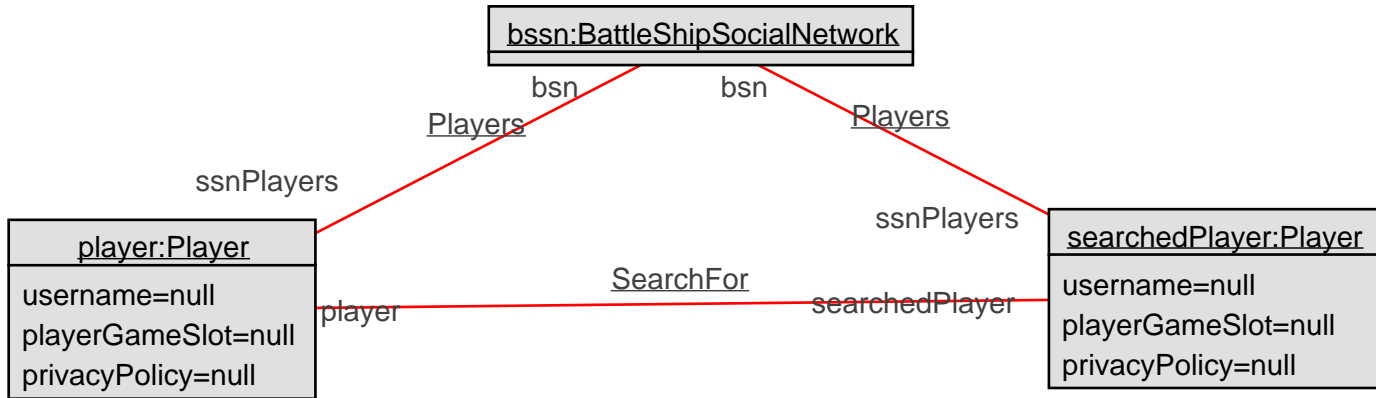 bssn:BattleShipSocialNetwork
bsn
bsn
Players
Players
ssnPlayers
ssnPlayers
player:Player
username=null
playerGameSlot=null
privacyPolicy=null
SearchFor
player
searchedPlayer
searchedPlayer:Player
username=null
playerGameSlot=null
privacyPolicy=null